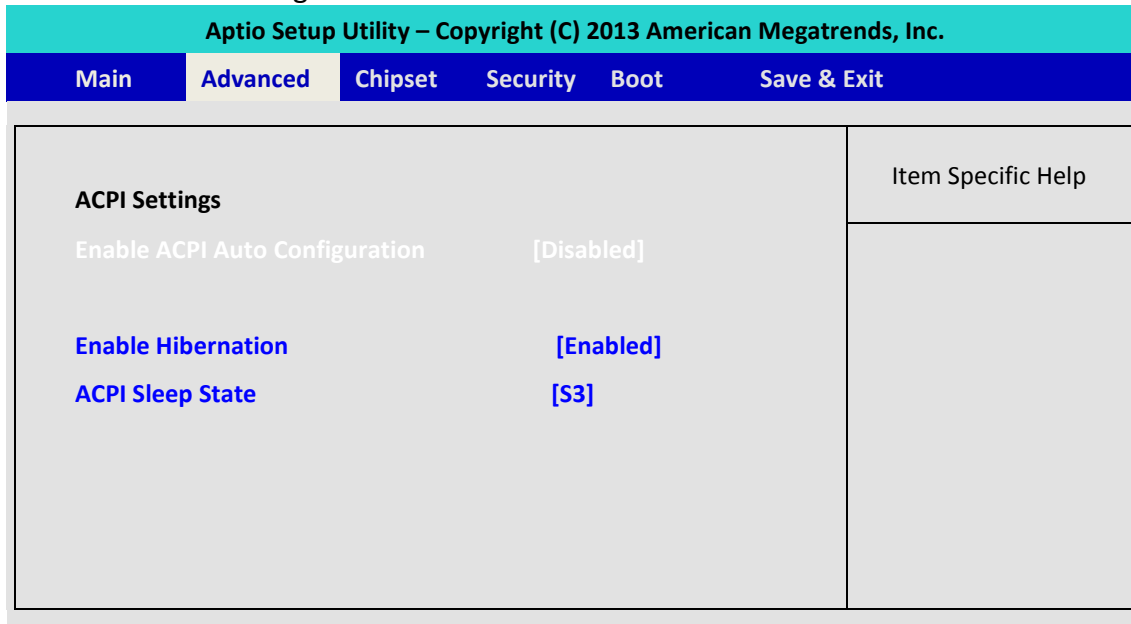 Aptio Setup Utility – Copyright (C) 2013 American Megatrends, Inc.
Main Advanced Chipset Security Boot Save & Exit
Item Specific Help
ACPI Settings
Enable ACPI Auto Configuration [Disabled]
Enable Hibernation [Enabled]
ACPI Sleep State [S3]